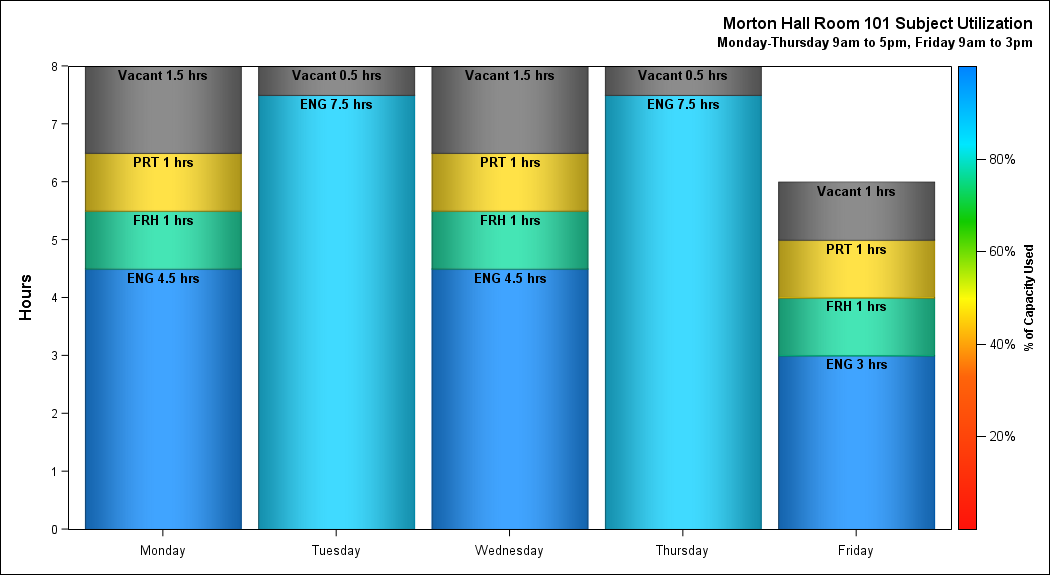 Morton Hall Room 101 Subject Utilization
Monday-Thursday 9am to 5pm, Friday 9am to 3pm
Hours
8
7
6
5
4
3
2
1
0
Vacant 1.5 hrs
PRT 1 hrs
FRH 1 hrs
ENG 4.5 hrs
Vacant 0.5 hrs
ENG 7.5 hrs
Vacant 1.5 hrs
PRT 1 hrs
FRH 1 hrs
ENG 4.5 hrs
Vacant 0.5 hrs
ENG 7.5 hrs
Vacant 1 hrs
PRT 1 hrs
FRH 1 hrs
ENG 3 hrs
Monday
Tuesday
Wednesday
Thursday
Friday
80%
60%
40%
20%
% of Capacity Used